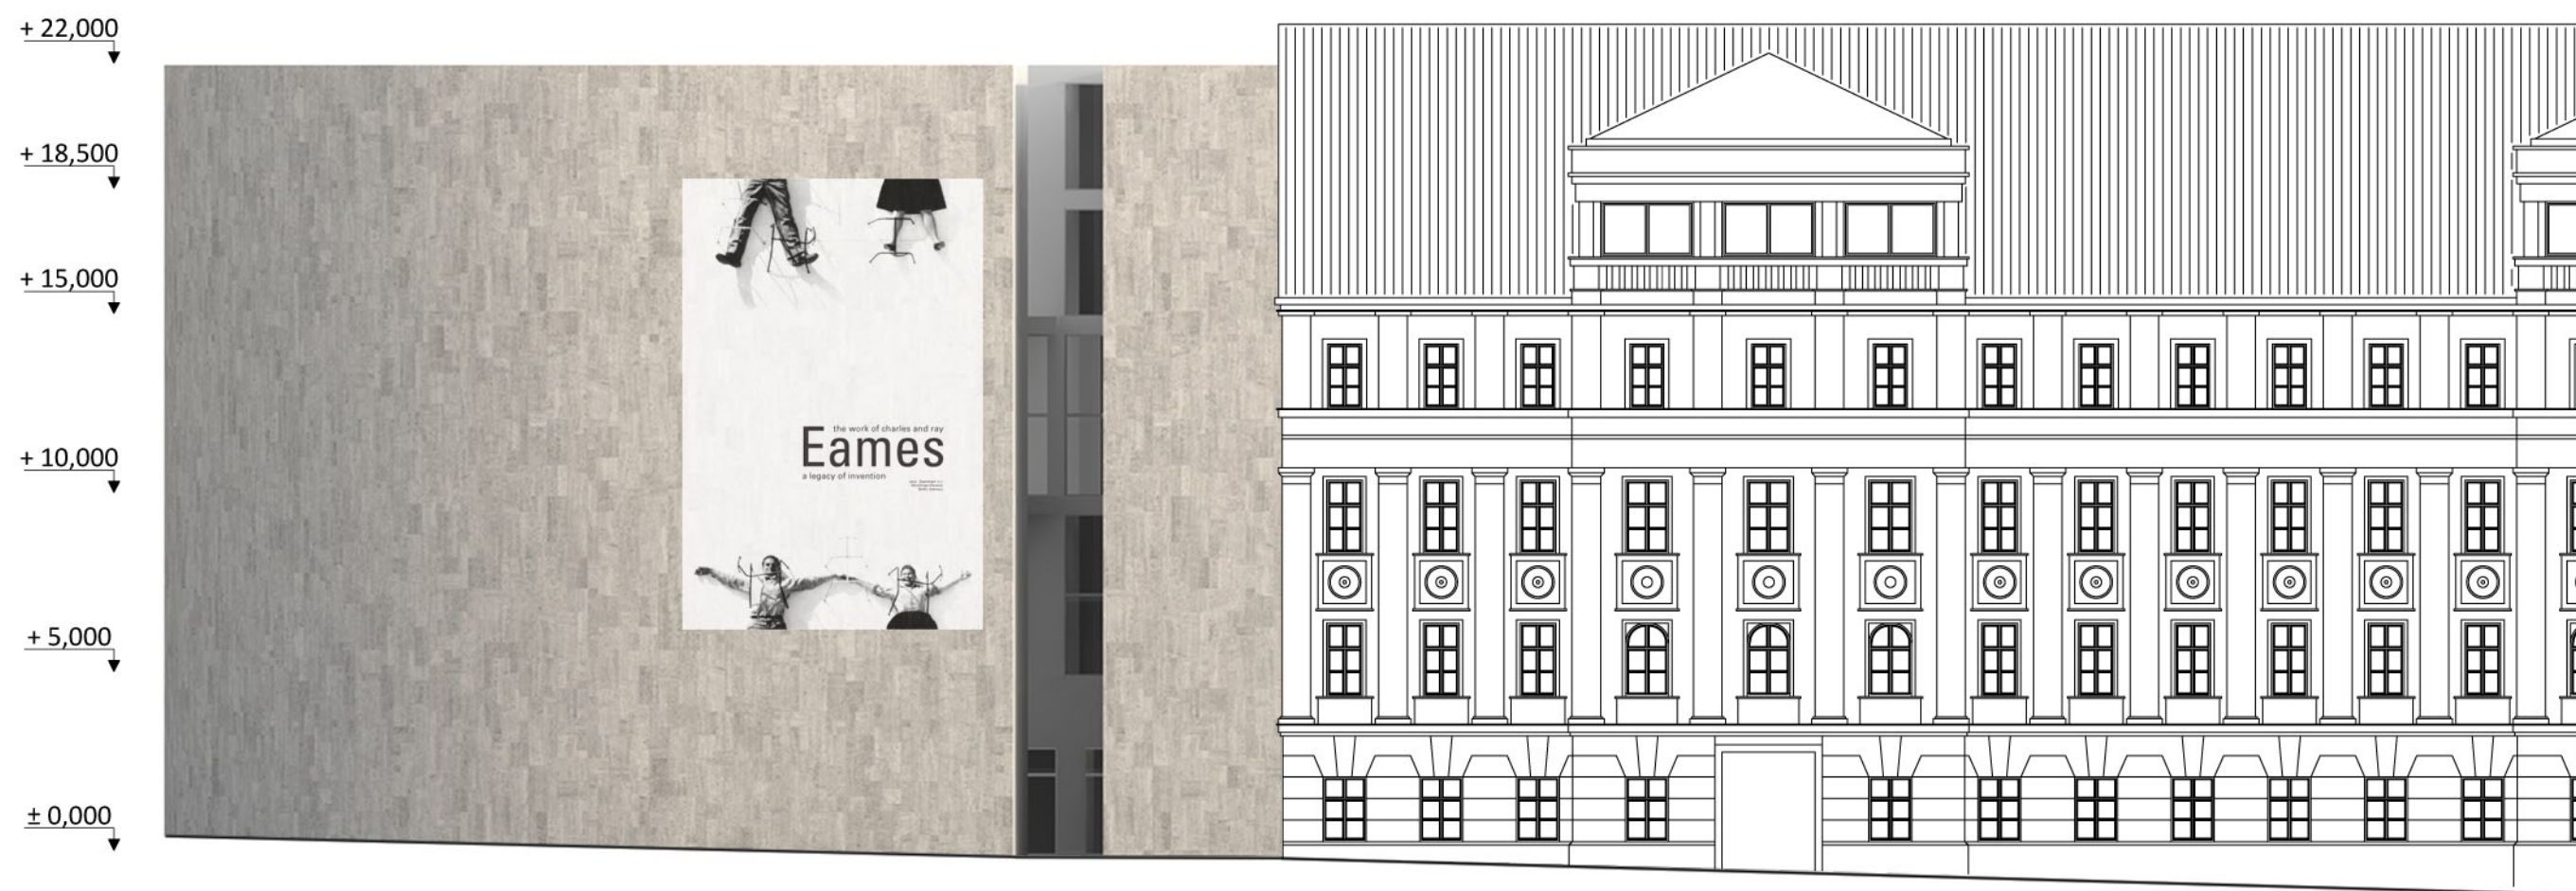 + 22,000
+ 18,500
+ 15,000
+ 10,000
+ 5,000
± 0,000
the work of charles and ray
Eames
a legacy of invention